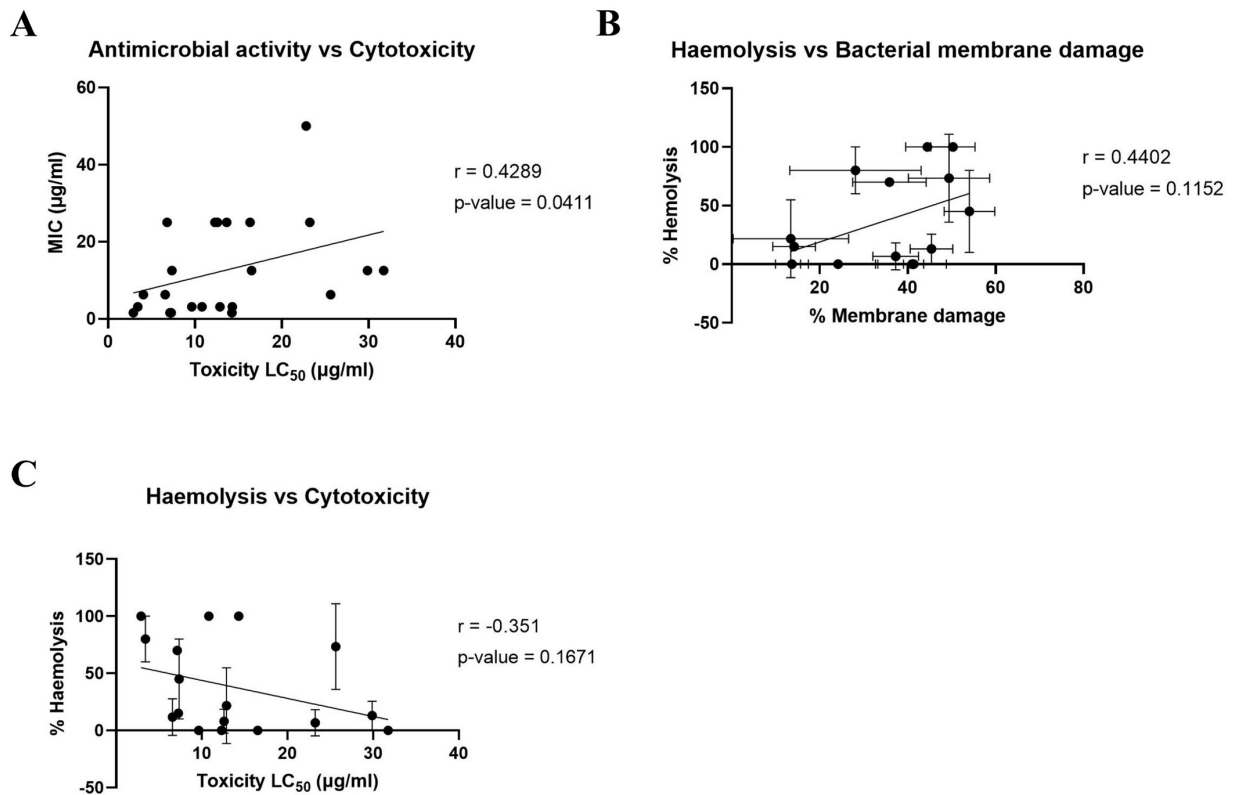 A
Antimicrobial activity vs Cytotoxicity
60
40
20
0
MIC (µg/ml)
0
10
20
30
40
Toxicity LC₅₀ (µg/ml)
r = 0.4289
p-value = 0.0411
B
Haemolysis vs Bacterial membrane damage
150
100
50
0
-50
% Hemolysis
20
40
60
80
% Membrane damage
r = 0.4402
p-value = 0.1152
C
Haemolysis vs Cytotoxicity
150
100
50
0
-50
% Haemolysis
10
20
30
40
Toxicity LC₅₀ (µg/ml)
r = -0.351
p-value = 0.1671